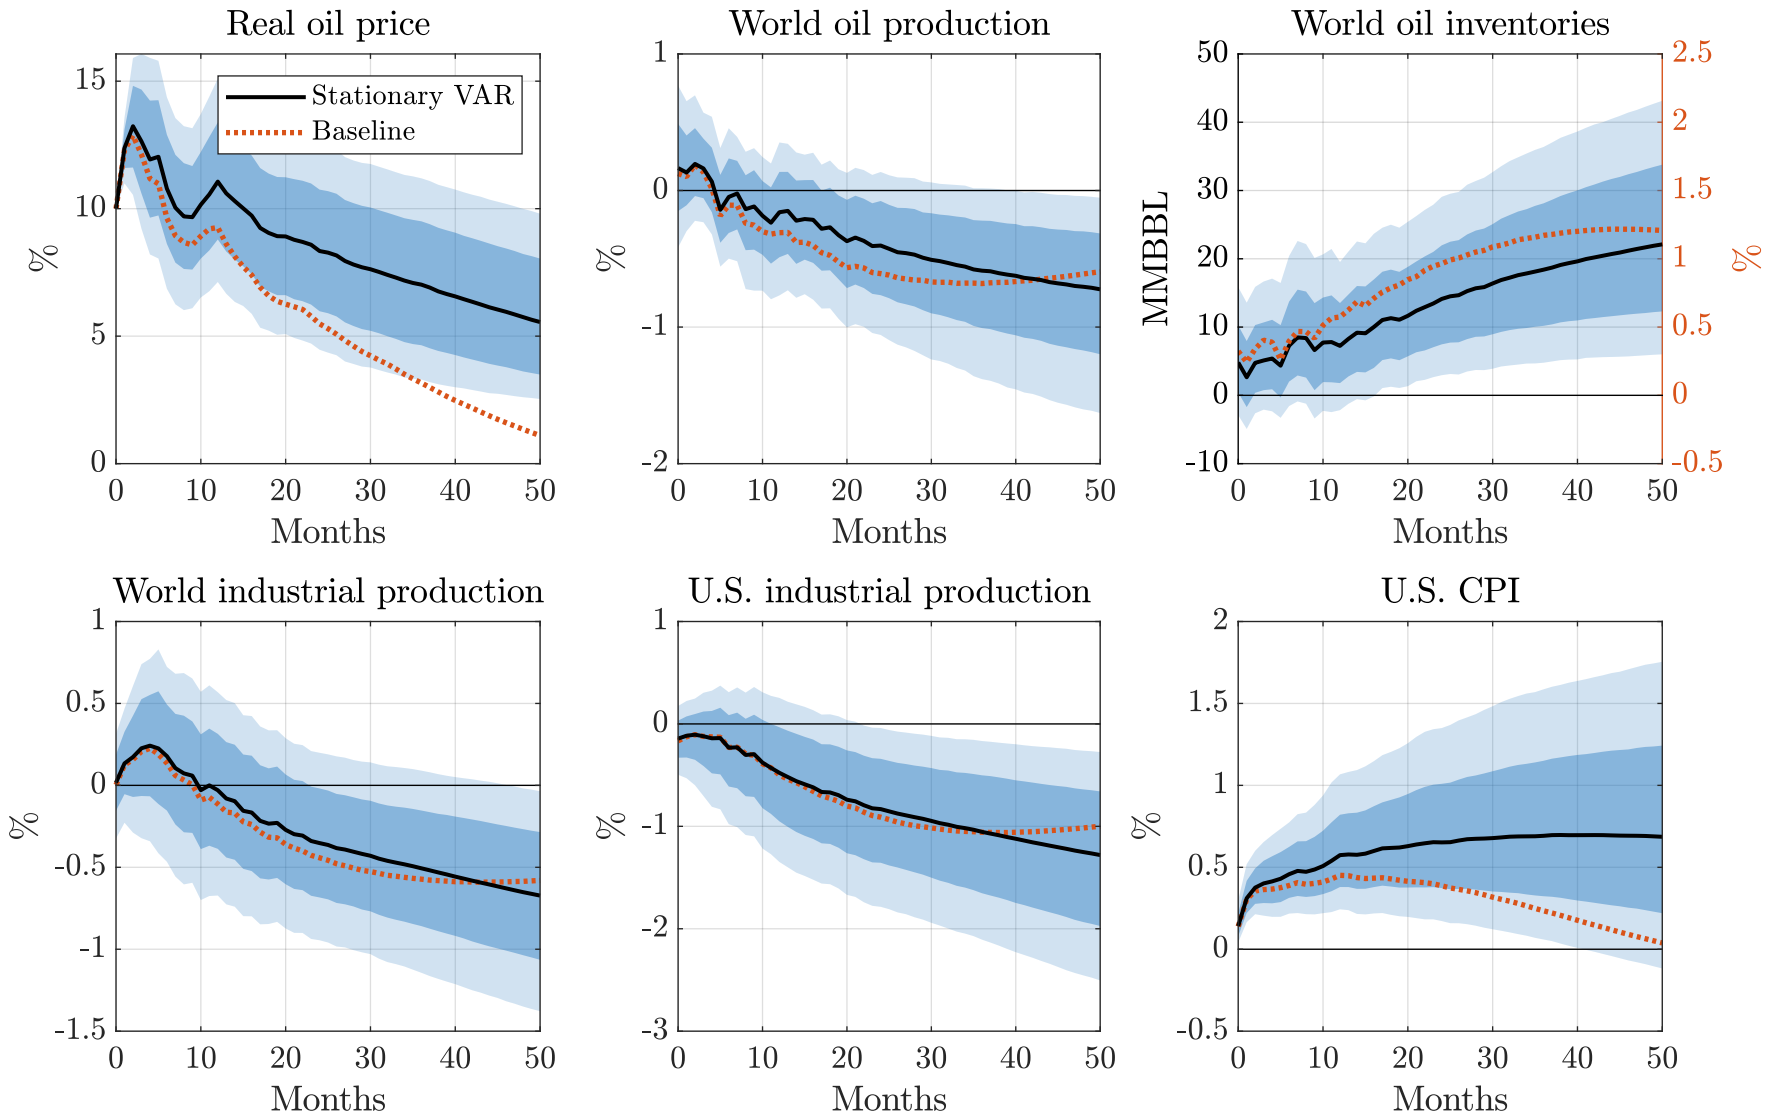 Real oil price
15
10
5
0
%
0 10 20 30 40 50
Months
Stationary VAR
Baseline
World oil production
1
0
-1
-2
%
0 10 20 30 40 50
Months
World oil inventories
50
40
30
20
10
0
-10
MMBBL
2.5
2
1.5
1
0.5
0
-0.5
%
0 10 20 30 40 50
Months
World industrial production
1
0.5
0
-0.5
-1
-1.5
%
0 10 20 30 40 50
Months
U.S. industrial production
1
0
-1
-2
-3
%
0 10 20 30 40 50
Months
U.S. CPI
2
1.5
1
0.5
0
-0.5
%
0 10 20 30 40 50
Months